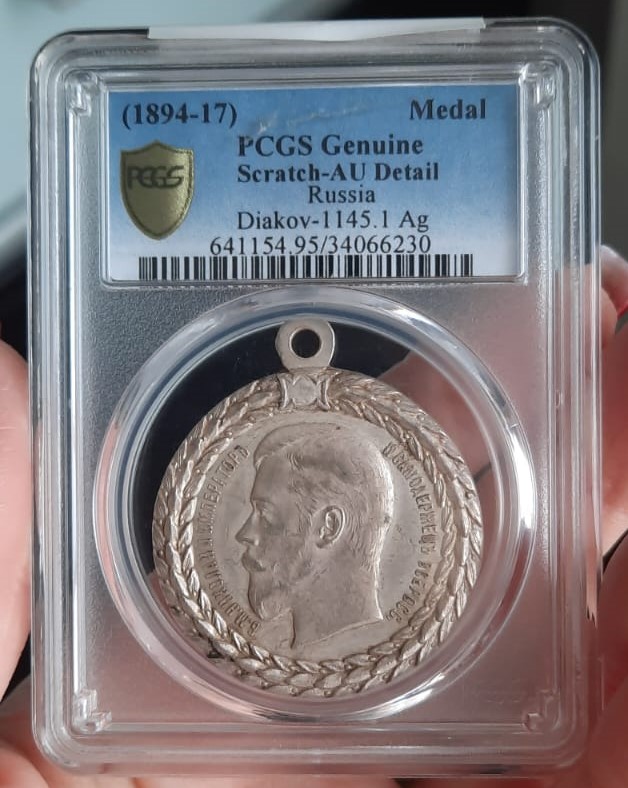 (1894-17) Medal
PCGS Genuine
Scratch-AU Detail
Russia
Diakov-1145.1 Ag
641154.95/34066230
PCGS
Б.М.НИКОЛАЙ II ИМПЕРАТОРЪ
И САМОДЕРЖЕЦЪ ВСЕРОСС.